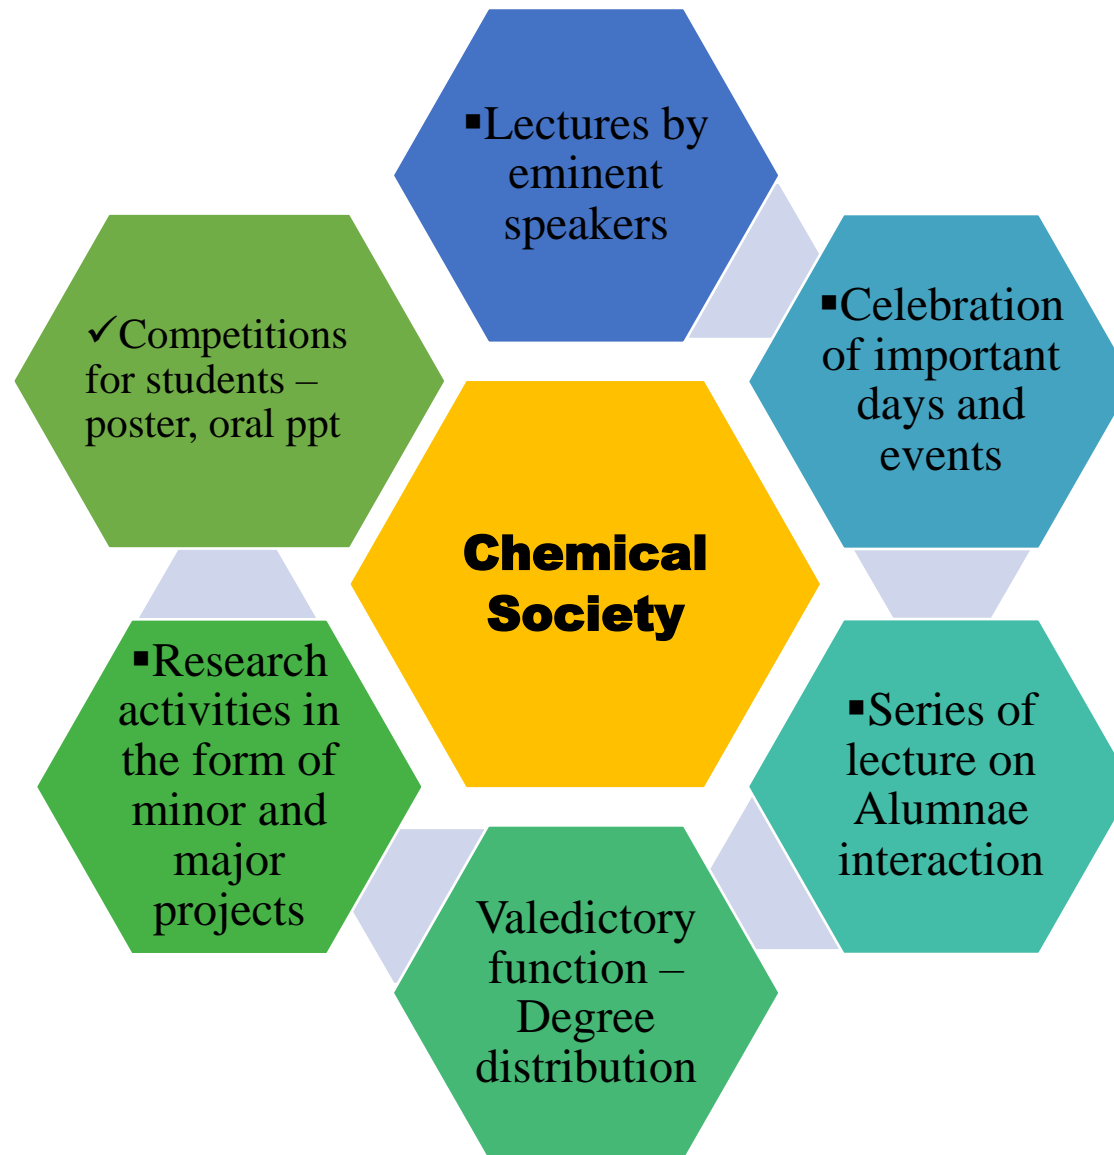 ▪Lectures by
eminent
speakers
▪Celebration
of important
days and
events
▪Series of
lecture on
Alumnae
interaction
Valedictory
function –
Degree
distribution
▪Research
activities in
the form of
minor and
major
projects
✓Competitions
for students –
poster, oral ppt
Chemical
Society